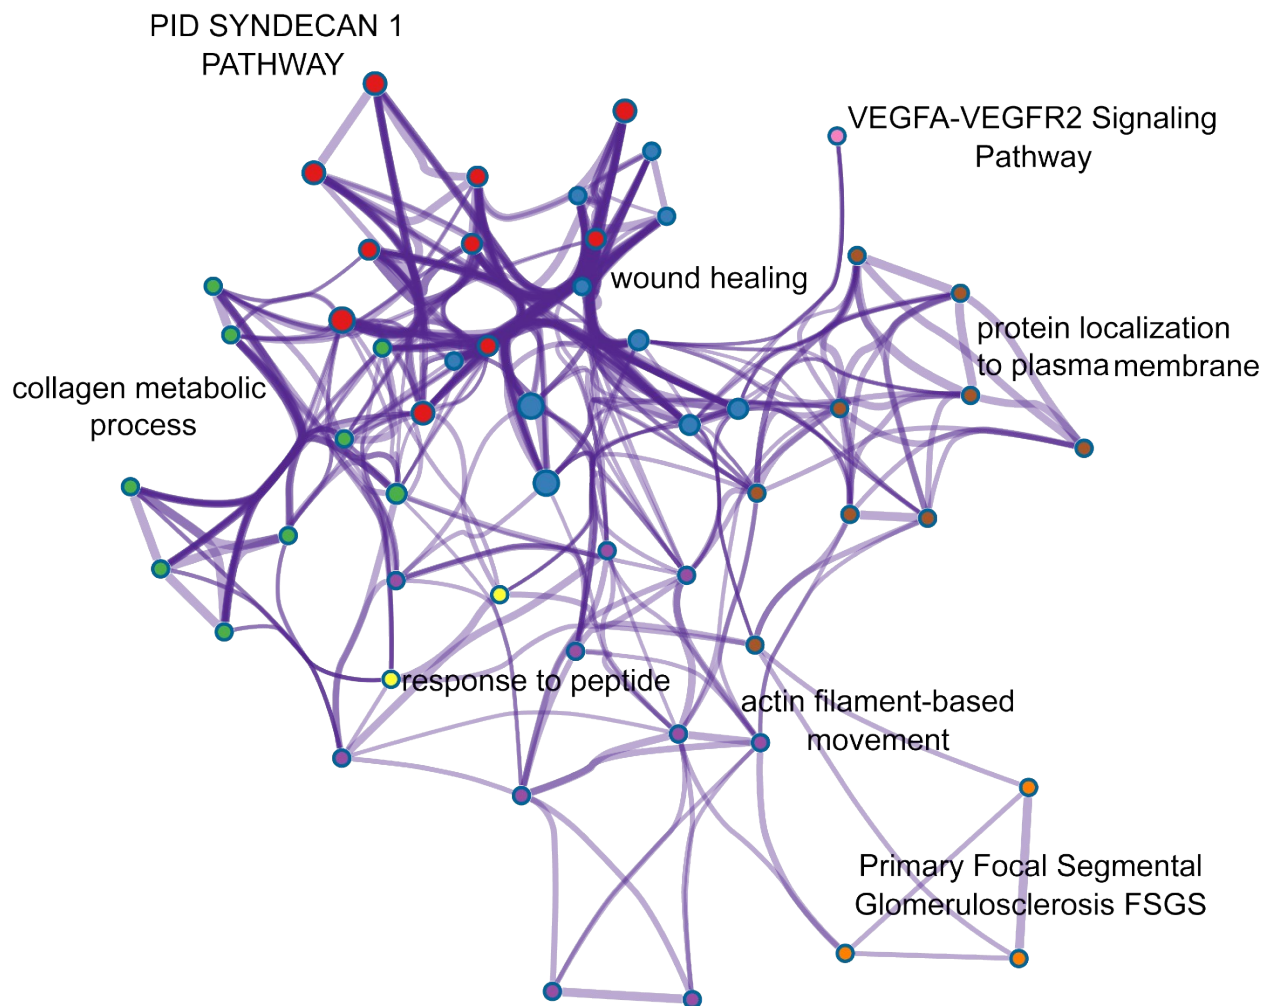 PID SYNDECAN 1
PATHWAY
VEGFA-VEGFR2 Signaling
Pathway
wound healing
protein localization
to plasma membrane
collagen metabolic
process
response to peptide
actin filament-based
movement
Primary Focal Segmental
Glomerulosclerosis FSGS